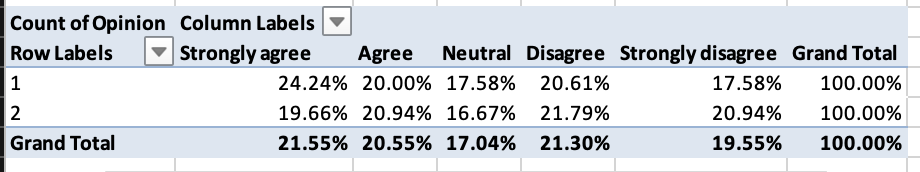 Count of Opinion Column Labels
Row Labels Strongly agree Agree Neutral Disagree Strongly disagree Grand Total
1 24.24% 20.00% 17.58% 20.61% 17.58% 100.00%
2 19.66% 20.94% 16.67% 21.79% 20.94% 100.00%
Grand Total 21.55% 20.55% 17.04% 21.30% 19.55% 100.00%